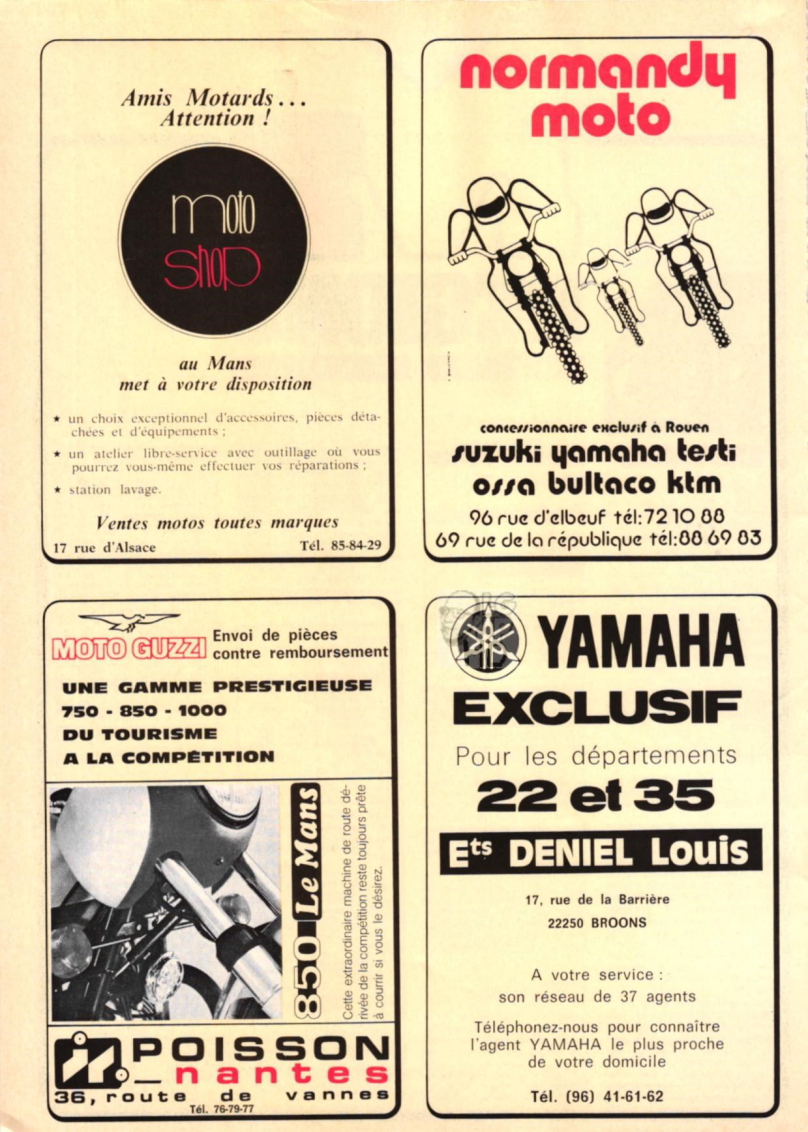 Amis Motards...
Attention !
moto
shop
au Mans
met à votre disposition
★ un choix exceptionnel d'accessoires, pièces déta-
chées et d'équipements ;
★ un atelier libre-service avec outillage où vous
pourrez vous-même effectuer vos réparations ;
★ station lavage.
Ventes motos toutes marques
17 rue d'Alsace Tél. 85-84-29
normandy
moto
concessionnaire exclusif à Rouen
suzuki yamaha testi
ossa bultaco ktm
96 rue d'elbeuf tél:72 10 88
69 rue de la république tél:88 69 83
MOTO GUZZI
Envoi de pièces
contre remboursement
UNE GAMME PRESTIGIEUSE
750 - 850 - 1000
DU TOURISME
A LA COMPÉTITION
850 Le Mans
Cette extraordinaire machine de route dé-
rivée de la compétition reste toujours prête
à courrir si vous le désirez.
POISSON
nantes
36, route de vannes
Tél. 76-79-77
YAMAHA
EXCLUSIF
Pour les départements
22 et 35
Ets DENIEL Louis
17, rue de la Barrière
22250 BROONS
A votre service :
son réseau de 37 agents
Téléphonez-nous pour connaître
l'agent YAMAHA le plus proche
de votre domicile
Tél. (96) 41-61-62